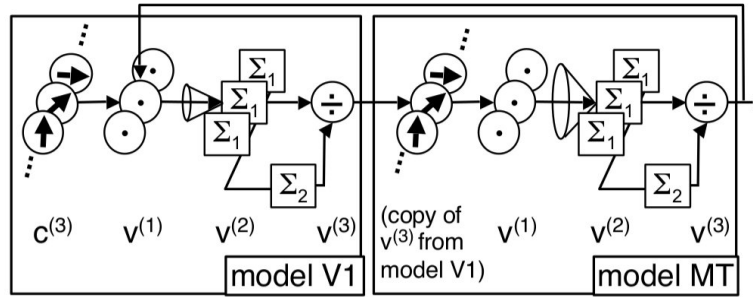 Σ₁
Σ₁
Σ₁
÷
Σ₂
c⁽³⁾ v⁽¹⁾ v⁽²⁾ v⁽³⁾
model V1
Σ₁
Σ₁
Σ₁
÷
Σ₂
(copy of
v⁽³⁾ from
model V1)
v⁽¹⁾ v⁽²⁾ v⁽³⁾
model MT